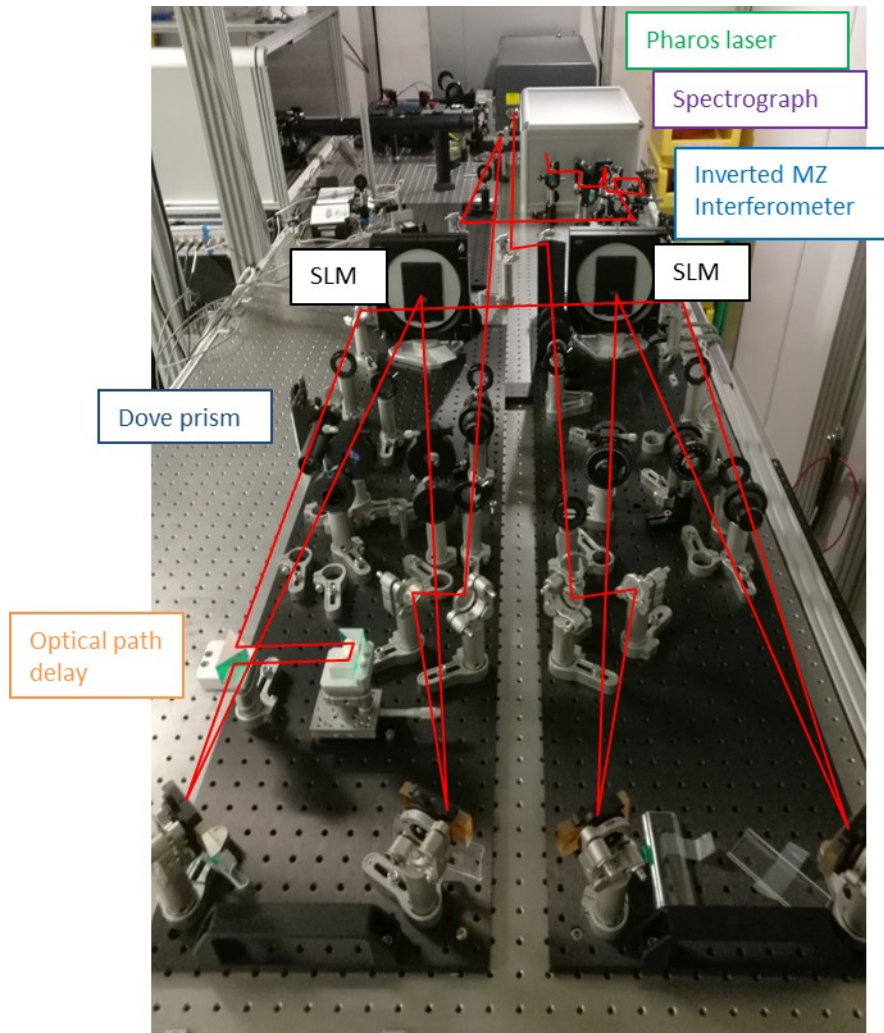 Pharos laser
Spectrograph
Inverted MZ
Interferometer
SLM
SLM
Dove prism
Optical path
delay